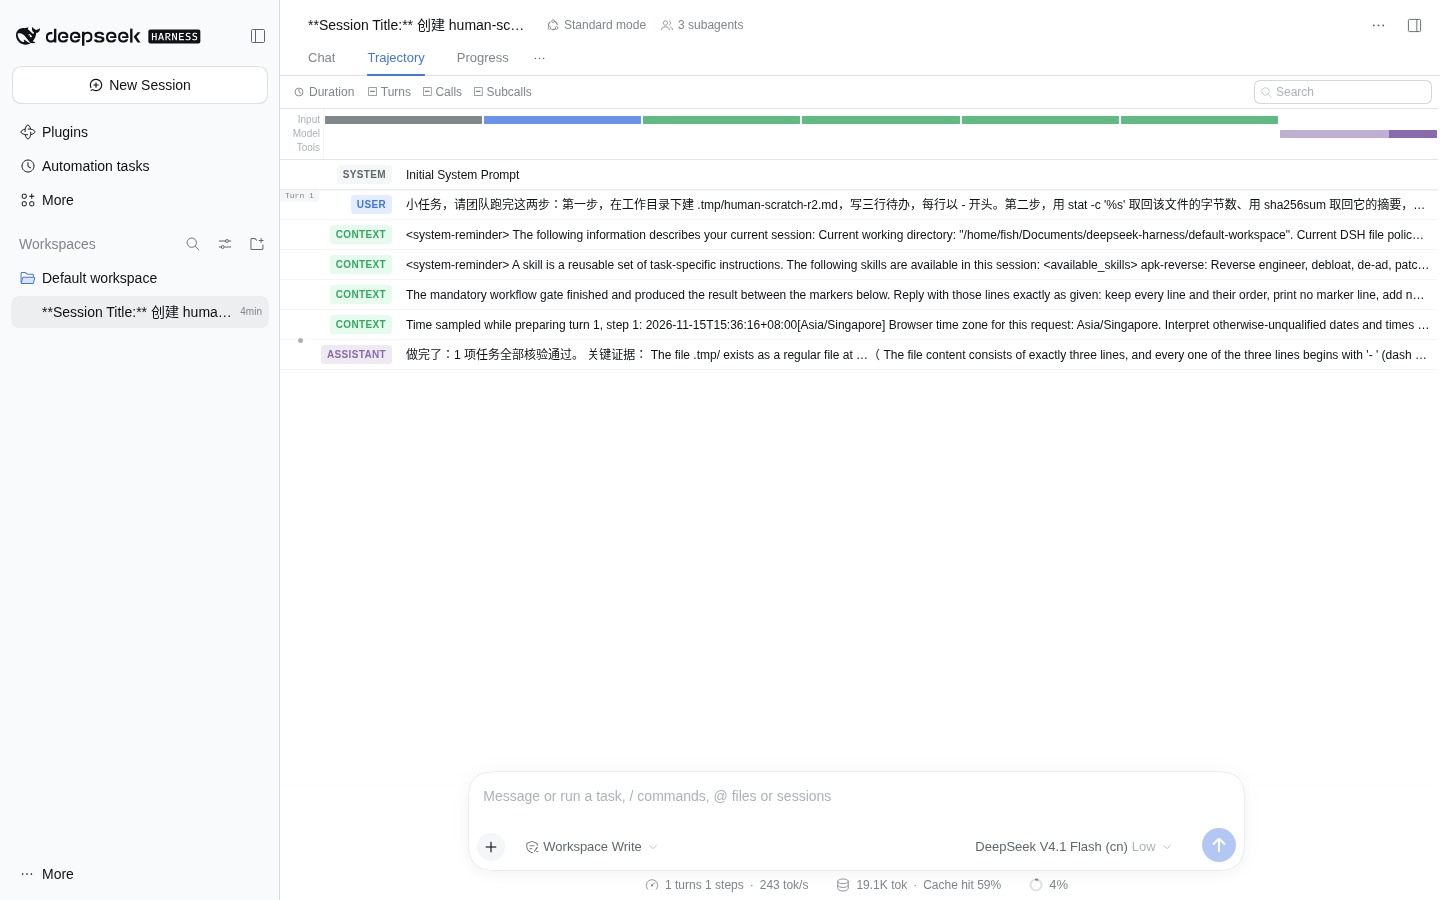 deepseek HARNESS
New Session
Plugins
Automation tasks
More
Workspaces
Default workspace
**Session Title:** 创建 huma… 4min
More
**Session Title:** 创建 human-sc… Standard mode 3 subagents
Chat Trajectory Progress
Duration Turns Calls Subcalls Search
Input
Model
Tools
SYSTEM Initial System Prompt
Turn 1
USER 小任务，请团队跑完这两步：第一步，在工作目录下建 .tmp/human-scratch-r2.md，写三行待办，每行以 - 开头。第二步，用 stat -c '%s' 取回该文件的字节数、用 sha256sum 取回它的摘要，…
CONTEXT <system-reminder> The following information describes your current session: Current working directory: "/home/fish/Documents/deepseek-harness/default-workspace". Current DSH file polic…
CONTEXT <system-reminder> A skill is a reusable set of task-specific instructions. The following skills are available in this session: <available_skills> apk-reverse: Reverse engineer, debloat, de-ad, patc…
CONTEXT The mandatory workflow gate finished and produced the result between the markers below. Reply with those lines exactly as given: keep every line and their order, print no marker line, add n…
CONTEXT Time sampled while preparing turn 1, step 1: 2026-11-15T15:36:16+08:00[Asia/Singapore] Browser time zone for this request: Asia/Singapore. Interpret otherwise-unqualified dates and times …
ASSISTANT 做完了：1 项任务全部核验通过。 关键证据： The file .tmp/ exists as a regular file at …（ The file content consists of exactly three lines, and every one of the three lines begins with '- ' (dash …
Message or run a task, / commands, @ files or sessions
Workspace Write DeepSeek V4.1 Flash (cn) Low
1 turns 1 steps · 243 tok/s 19.1K tok · Cache hit 59% 4%